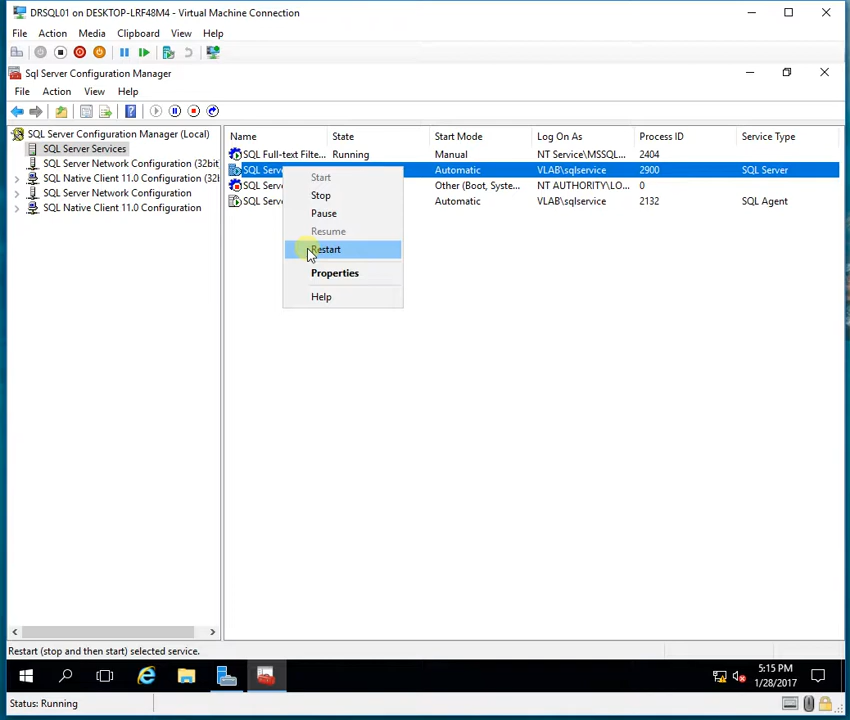 DRSQL01 on DESKTOP-LRF48M4 - Virtual Machine Connection
File Action Media Clipboard View Help
Sql Server Configuration Manager
File Action View Help
SQL Server Configuration Manager (Local)
SQL Server Services
SQL Server Network Configuration (32bit
SQL Native Client 11.0 Configuration (32
SQL Server Network Configuration
SQL Native Client 11.0 Configuration
Name State Start Mode Log On As Process ID Service Type
SQL Full-text Filte... Running Manual NT Service\MSSQL... 2404
SQL Serv Automatic VLAB\sqlservice 2900 SQL Server
SQL Serv Other (Boot, Syste... NT AUTHORITY\LO... 0
SQL Serv Automatic VLAB\sqlservice 2132 SQL Agent
Start
Stop
Pause
Resume
Restart
Properties
Help
Restart (stop and then start) selected service.
5:15 PM
1/28/2017
Status: Running